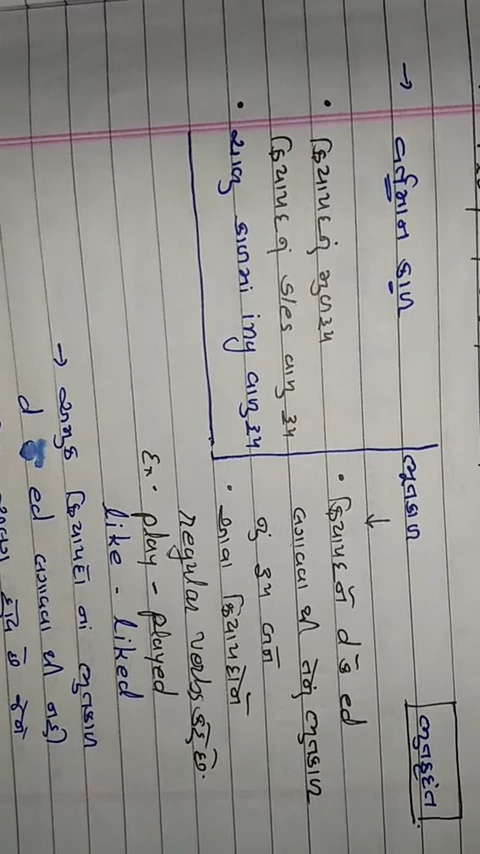 → વર્તુમાન કાળ
• ક્રિયાપદનું મુળરૂપ
ક્રિયાપદને s/es વાળુ રૂપ
• ચાલુ કાળમાં ing વાળુરૂપ
ભુતકાળ
↓
• ક્રિયાપદને d કે ed
લગાવવા થી તેનું ભુતકાળ
નું રૂપ બને
• આવા ક્રિયાપદોને
Regular verbs કહે છે.
Ex. play - played
like - liked
→ અમુક ક્રિયાપદો નાં ભુતકાળ
d ed લગાવવા થી નહીં
હોય છે જેને
ભુતકૃદંત